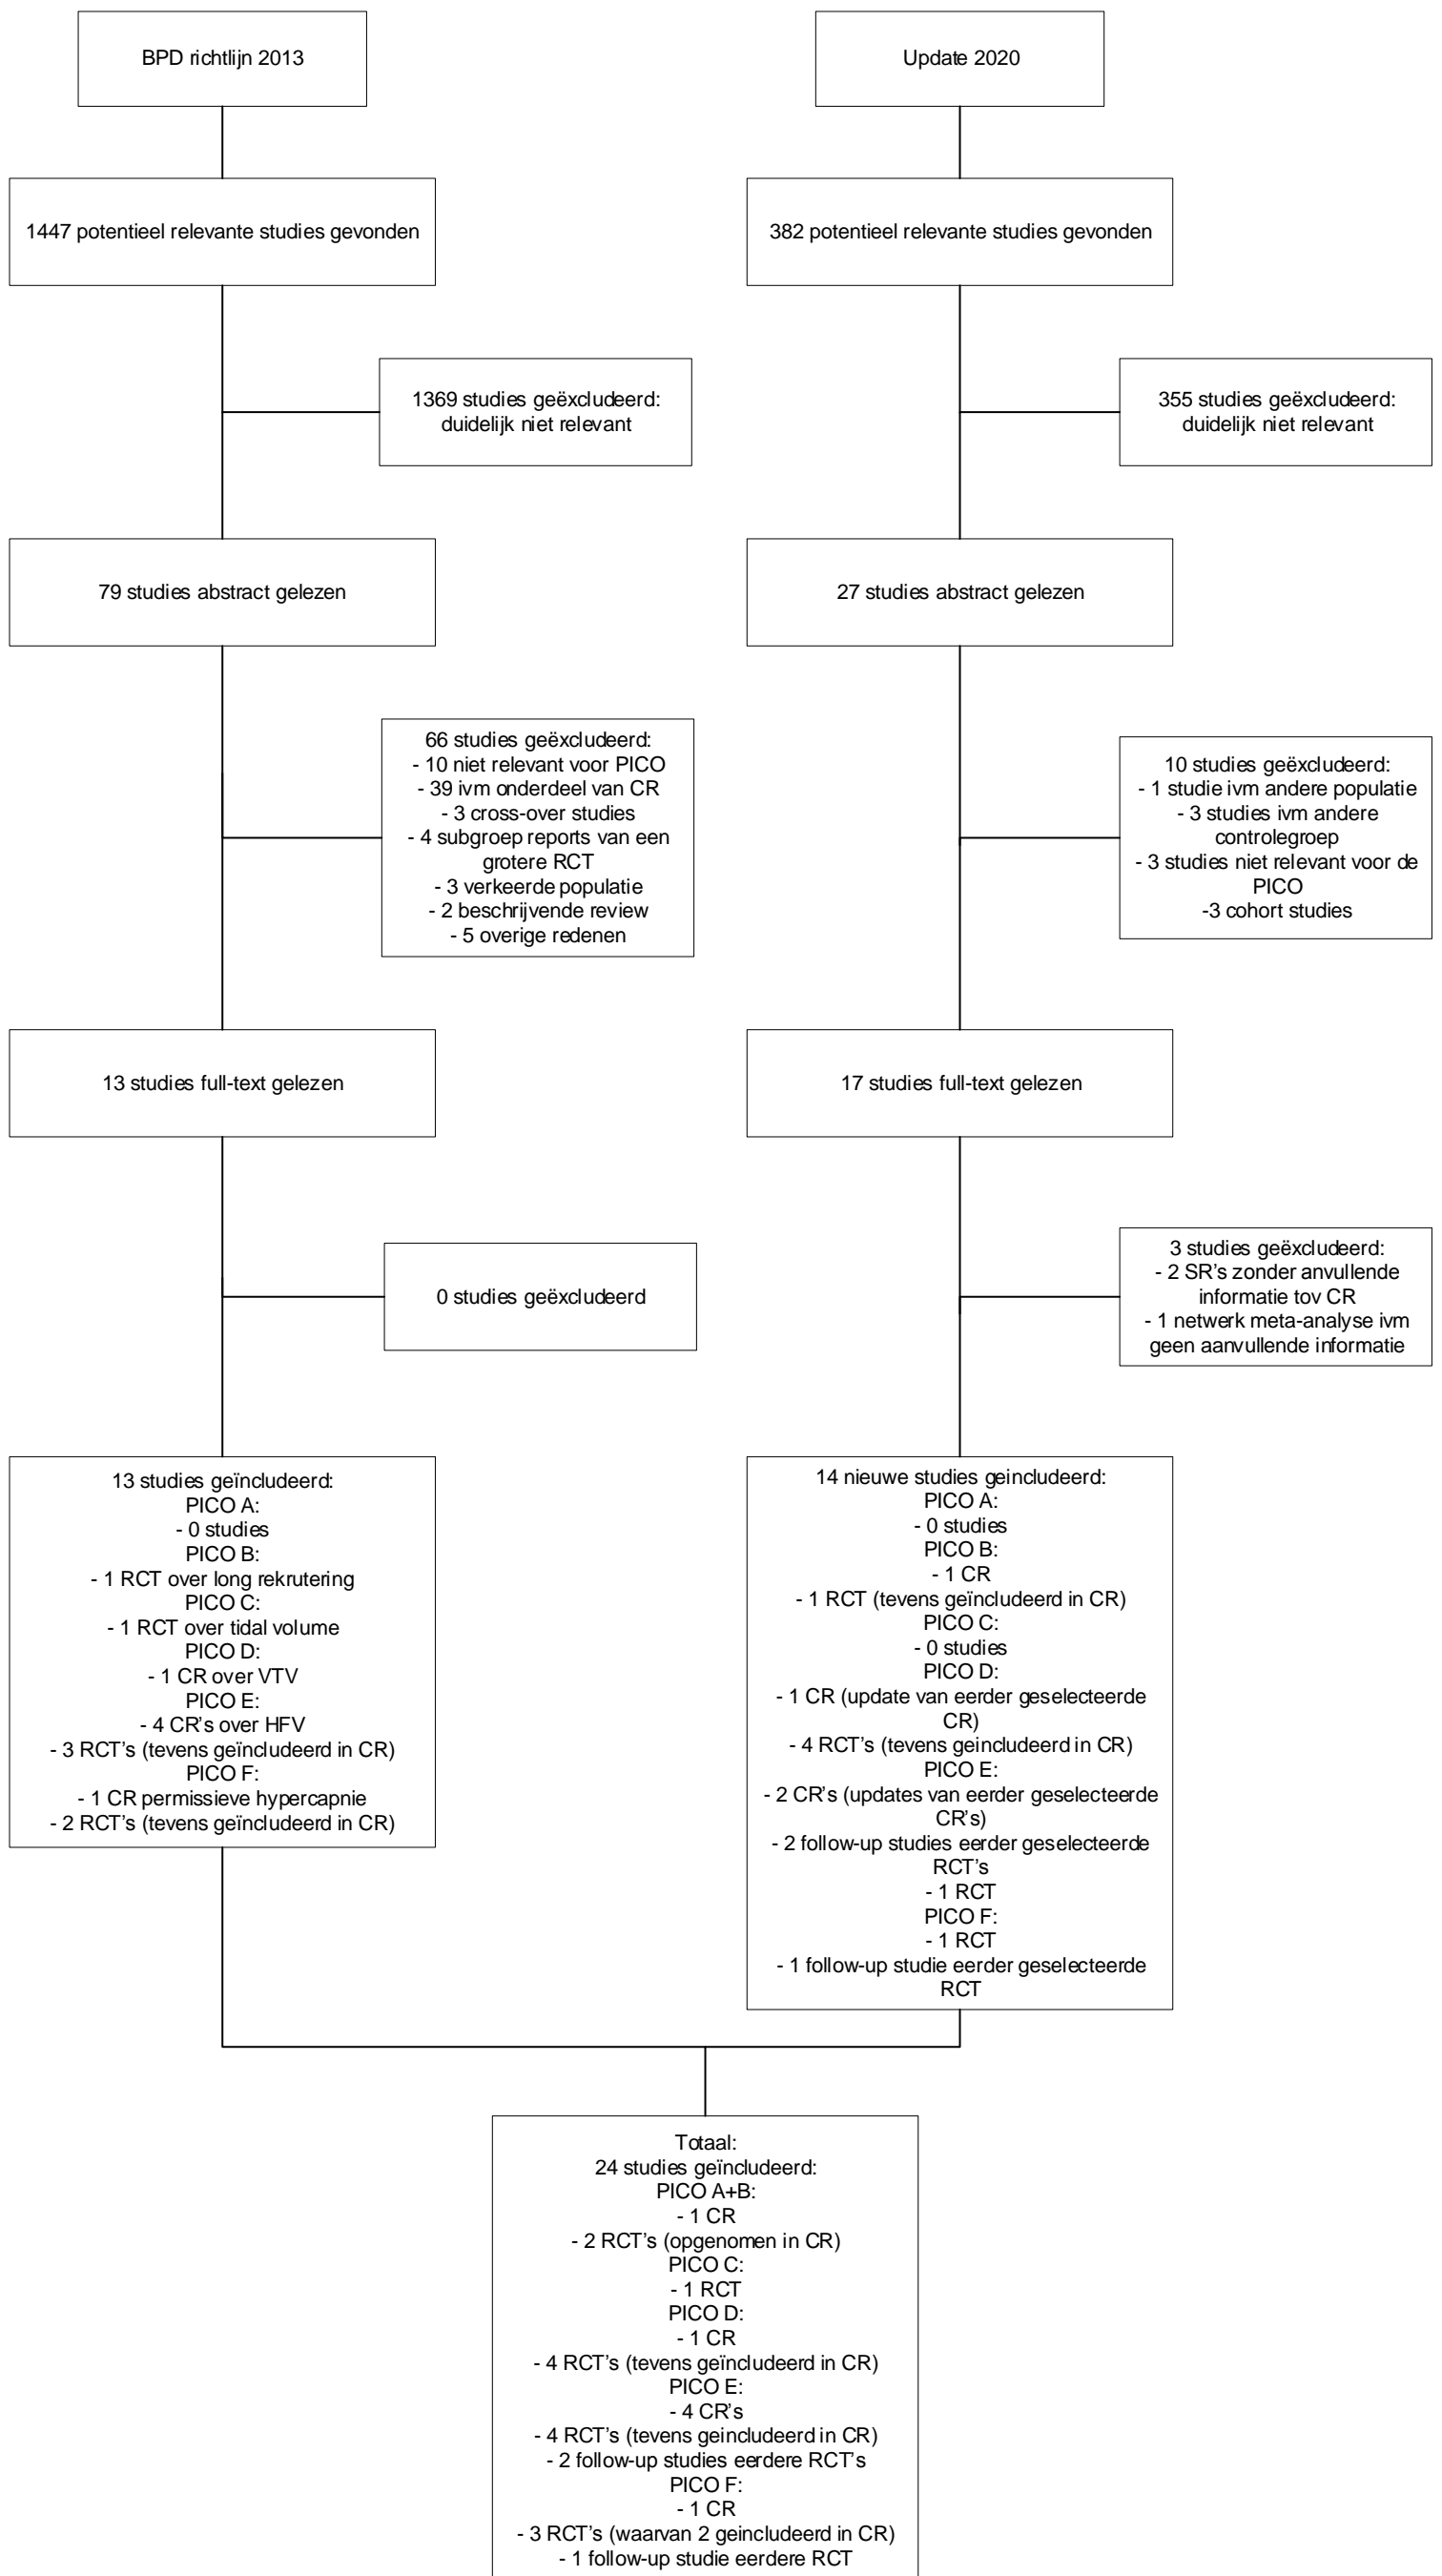 BPD richtlijn 2013
1447 potentieel relevante studies gevonden
1369 studies geëxcludeerd:
duidelijk niet relevant
79 studies abstract gelezen
66 studies geëxcludeerd:
- 10 niet relevant voor PICO
- 39 ivm onderdeel van CR
- 3 cross-over studies
- 4 subgroep reports van een
grotere RCT
- 3 verkeerde populatie
- 2 beschrijvende review
- 5 overige redenen
13 studies full-text gelezen
0 studies geëxcludeerd
13 studies geïncludeerd:
PICO A:
- 0 studies
PICO B:
- 1 RCT over long rekrutering
PICO C:
- 1 RCT over tidal volume
PICO D:
- 1 CR over VTV
PICO E:
- 4 CR's over HFV
- 3 RCT's (tevens geïncludeerd in CR)
PICO F:
- 1 CR permissieve hypercapnie
- 2 RCT's (tevens geïncludeerd in CR)
Update 2020
382 potentieel relevante studies gevonden
355 studies geëxcludeerd:
duidelijk niet relevant
27 studies abstract gelezen
10 studies geëxcludeerd:
- 1 studie ivm andere populatie
- 3 studies ivm andere
controlegroep
- 3 studies niet relevant voor de
PICO
-3 cohort studies
17 studies full-text gelezen
3 studies geëxcludeerd:
- 2 SR's zonder anvullende
informatie tov CR
- 1 netwerk meta-analyse ivm
geen aanvullende informatie
14 nieuwe studies geincludeerd:
PICO A:
- 0 studies
PICO B:
- 1 CR
- 1 RCT (tevens geïncludeerd in CR)
PICO C:
- 0 studies
PICO D:
- 1 CR (update van eerder geselecteerde
CR)
- 4 RCT's (tevens geincludeerd in CR)
PICO E:
- 2 CR's (updates van eerder geselecteerde
CR's)
- 2 follow-up studies eerder geselecteerde
RCT's
- 1 RCT
PICO F:
- 1 RCT
- 1 follow-up studie eerder geselecteerde
RCT
Totaal:
24 studies geïncludeerd:
PICO A+B:
- 1 CR
- 2 RCT's (opgenomen in CR)
PICO C:
- 1 RCT
PICO D:
- 1 CR
- 4 RCT's (tevens geïncludeerd in CR)
PICO E:
- 4 CR's
- 4 RCT's (tevens geincludeerd in CR)
- 2 follow-up studies eerdere RCT's
PICO F:
- 1 CR
- 3 RCT's (waarvan 2 geincludeerd in CR)
- 1 follow-up studie eerdere RCT